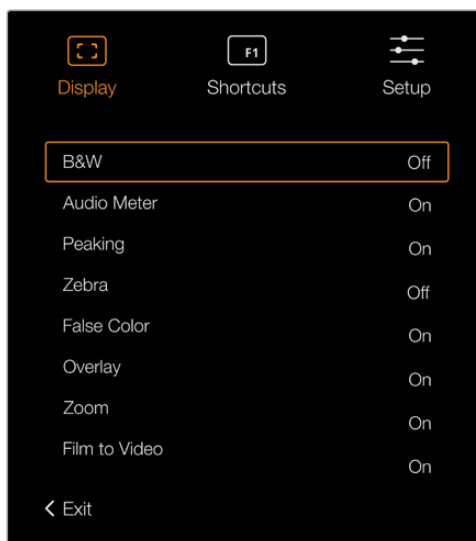 F1
Display Shortcuts Setup
B&W Off
Audio Meter On
Peaking On
Zebra Off
False Color On
Overlay On
Zoom On
Film to Video On
Exit